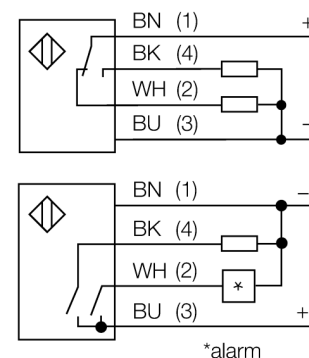 BN (1) +
BK (4)
WH (2)
BU (3) –
BN (1) –
BK (4)
WH (2) *
BU (3) +
*alarm